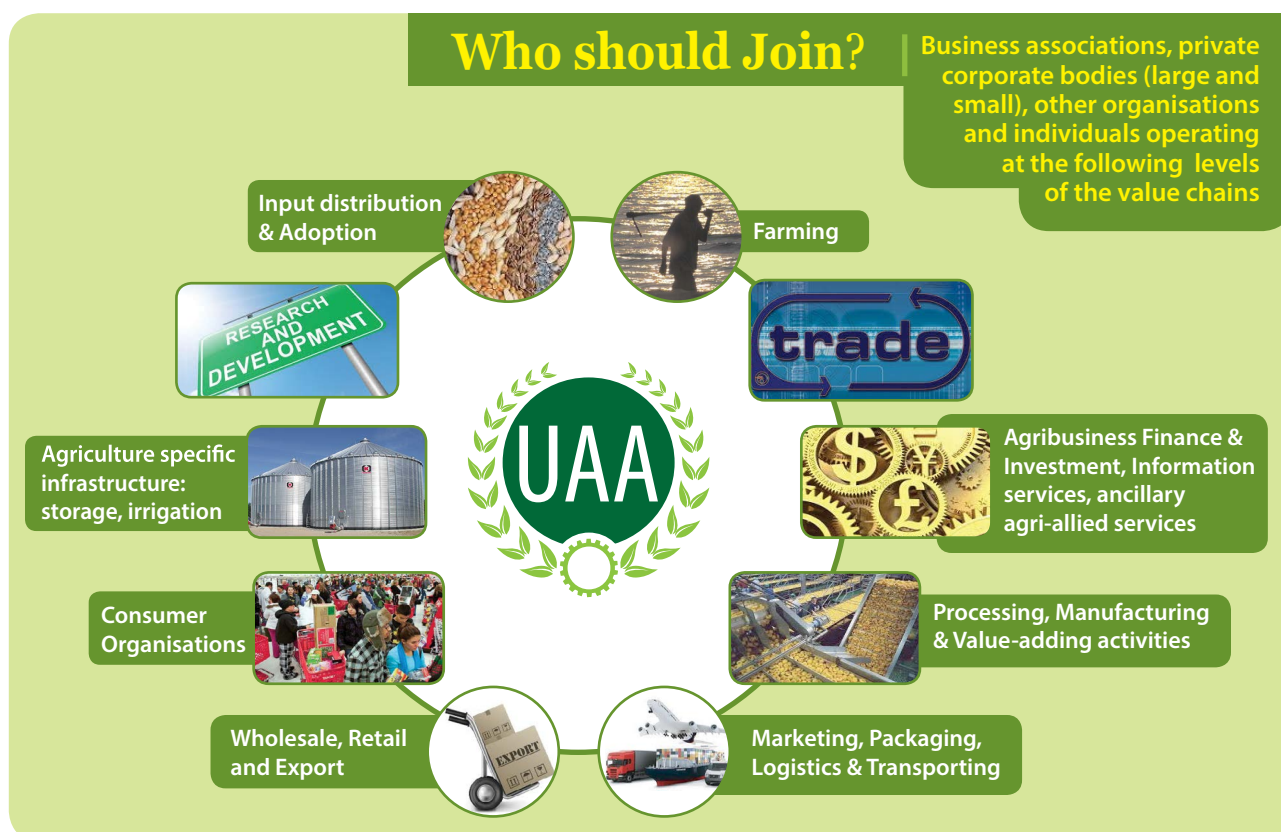 Who should Join?
Business associations, private
corporate bodies (large and
small), other organisations
and individuals operating
at the following levels
of the value chains
Input distribution
& Adoption
Farming
RESEARCH
AND
DEVELOPMENT
trade
Agriculture specific
infrastructure:
storage, irrigation
UAA
$
¥
£
Agribusiness Finance &
Investment, Information
services, ancillary
agri-allied services
Consumer
Organisations
Processing, Manufacturing
& Value-adding activities
Wholesale, Retail
and Export
EXPORT
Marketing, Packaging,
Logistics & Transporting